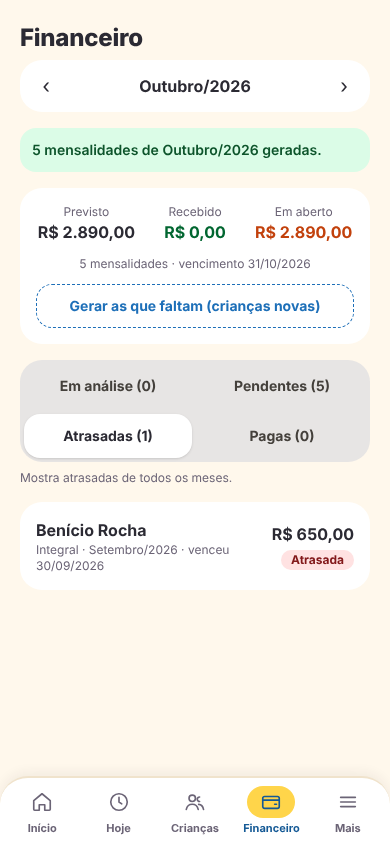 Financeiro
‹ Outubro/2026 ›
5 mensalidades de Outubro/2026 geradas.
Previsto Recebido Em aberto
R$ 2.890,00 R$ 0,00 R$ 2.890,00
5 mensalidades · vencimento 31/10/2026
Gerar as que faltam (crianças novas)
Em análise (0) Pendentes (5)
Atrasadas (1) Pagas (0)
Mostra atrasadas de todos os meses.
Benício Rocha
R$ 650,00
Integral · Setembro/2026 · venceu
30/09/2026
Atrasada
Início Hoje Crianças Financeiro Mais